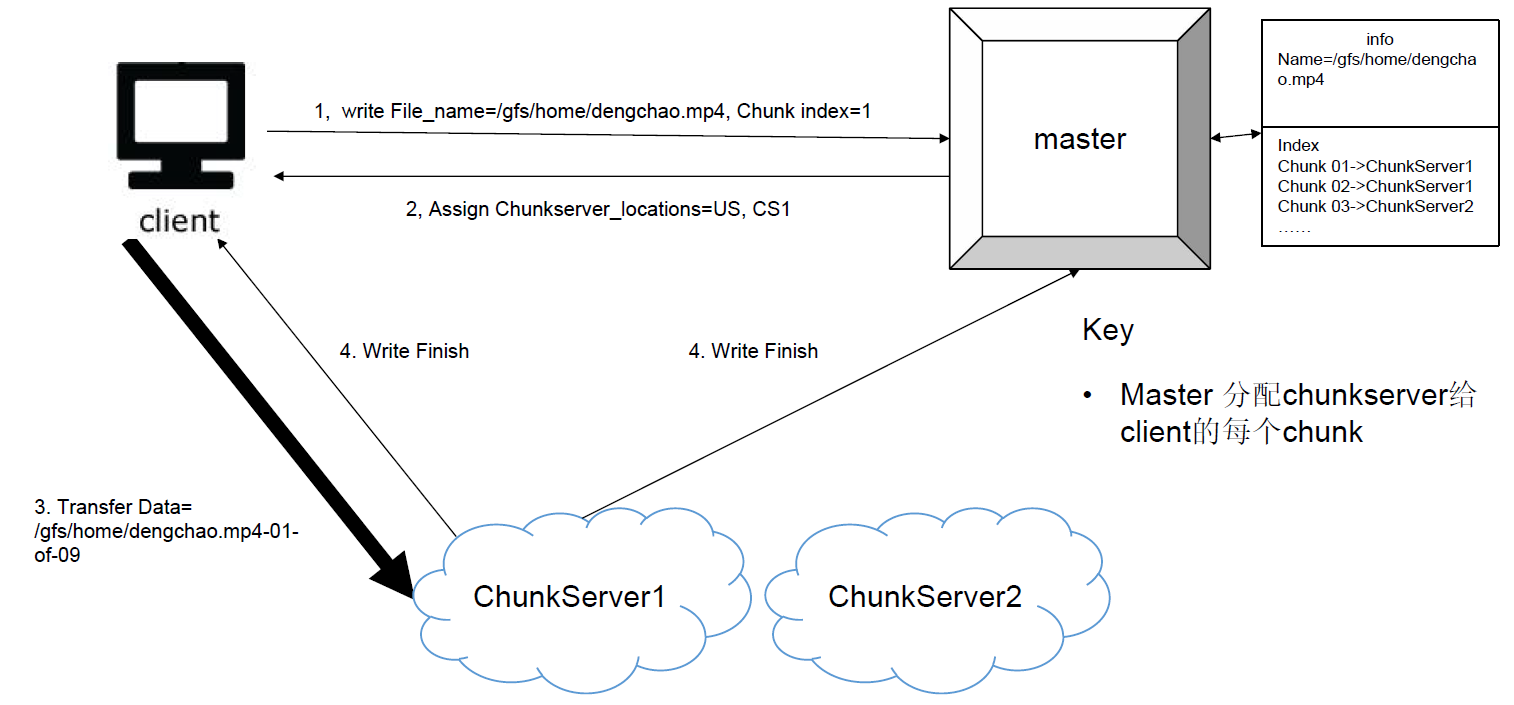 1, write File_name=/gfs/home/dengchao.mp4, Chunk index=1
master
info
Name=/gfs/home/dengcha
o.mp4
Index
Chunk 01->ChunkServer1
Chunk 02->ChunkServer1
Chunk 03->ChunkServer2
……
client
2, Assign Chunkserver_locations=US, CS1
4. Write Finish
4. Write Finish
Key
• Master 分配chunkserver给
client的每个chunk
3. Transfer Data=
/gfs/home/dengchao.mp4-01-
of-09
ChunkServer1
ChunkServer2